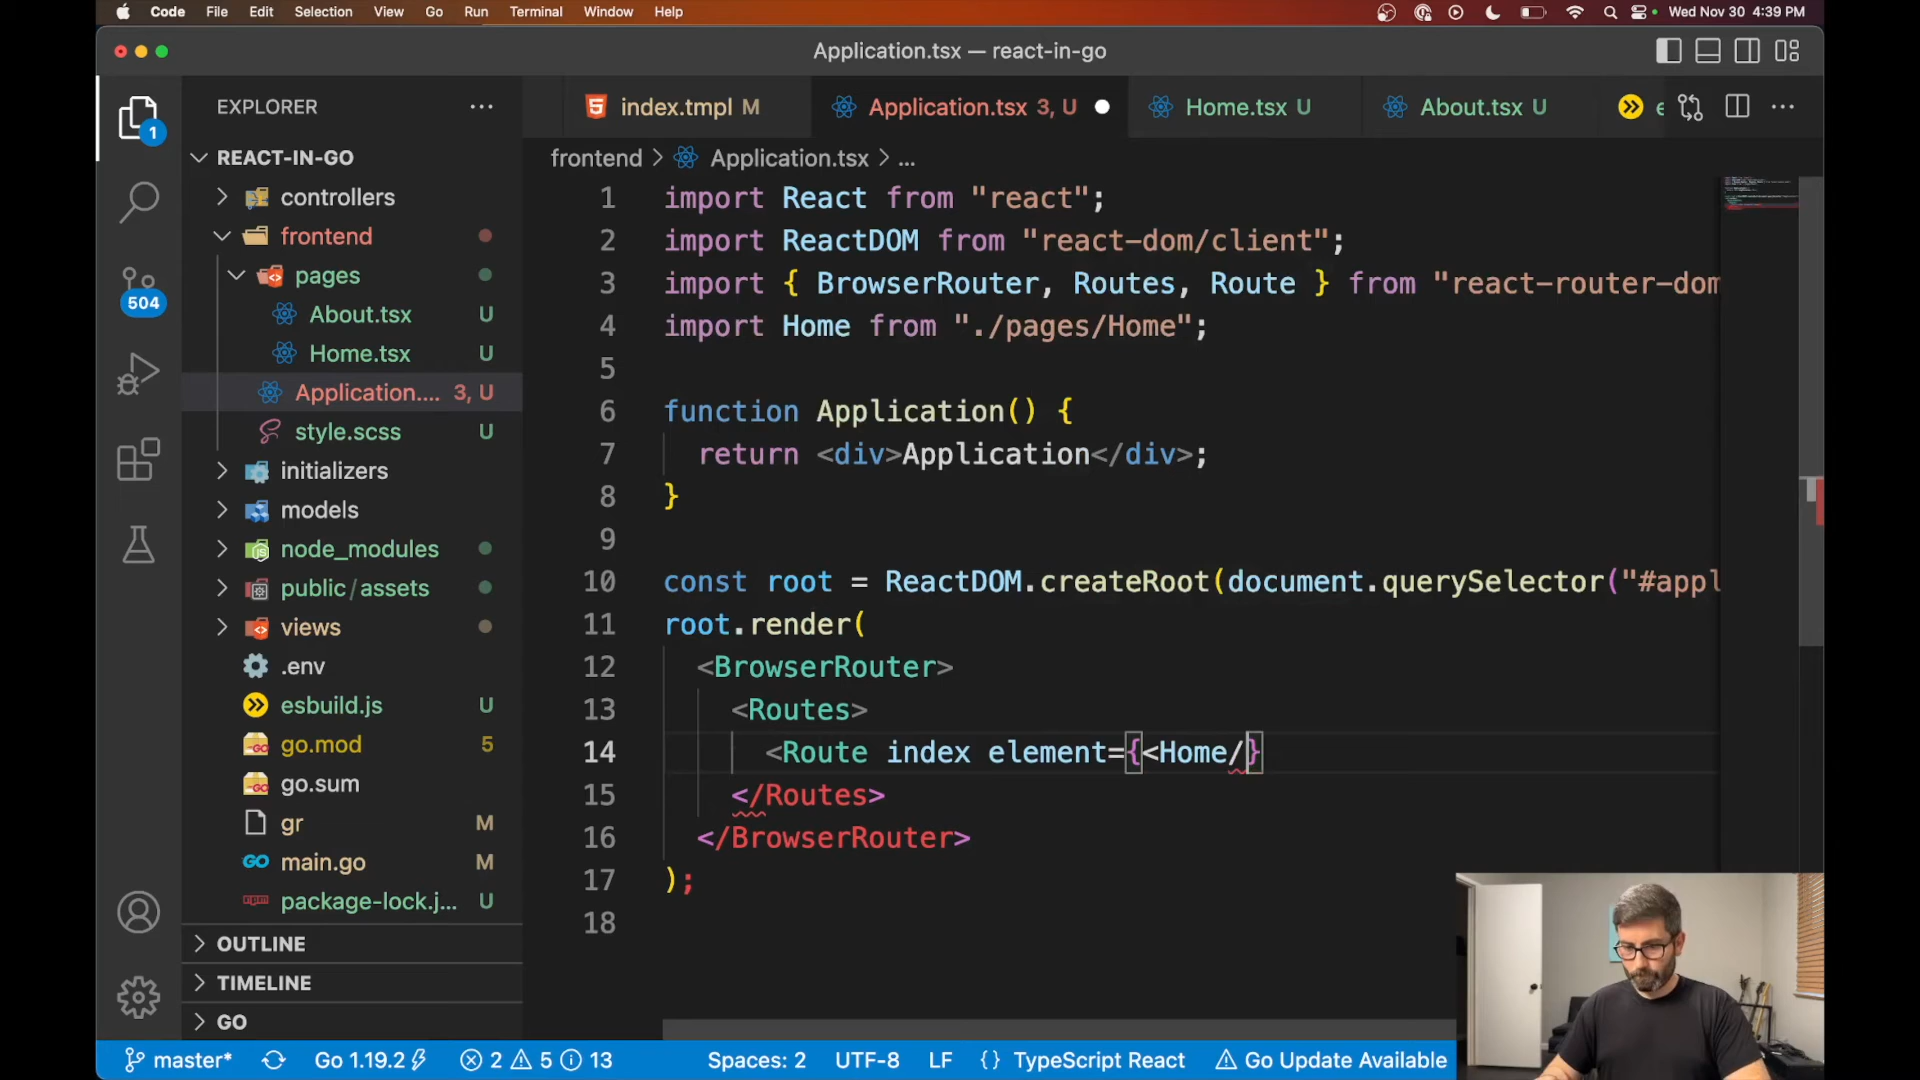 Code File Edit Selection View Go Run Terminal Window Help Wed Nov 30 4:39 PM
Application.tsx — react-in-go
EXPLORER
index.tmpl M
Application.tsx 3, U
Home.tsx U
About.tsx U
e
1
REACT-IN-GO
controllers
frontend
pages
About.tsx U
Home.tsx U
Application.... 3, U
style.scss U
initializers
models
node_modules
public/assets
views
.env
esbuild.js U
go.mod 5
go.sum
gr M
main.go M
package-lock.j... U
OUTLINE
TIMELINE
GO
504
frontend > Application.tsx > ...
1 import React from "react";
2 import ReactDOM from "react-dom/client";
3 import { BrowserRouter, Routes, Route } from "react-router-dom
4 import Home from "./pages/Home";
5
6 function Application() {
7 return <div>Application</div>;
8 }
9
10 const root = ReactDOM.createRoot(document.querySelector("#appl
11 root.render(
12 <BrowserRouter>
13 <Routes>
14 <Route index element={<Home/}
15 </Routes>
16 </BrowserRouter>
17 );
18
master* Go 1.19.2 2 5 13 Spaces: 2 UTF-8 LF {} TypeScript React Go Update Available